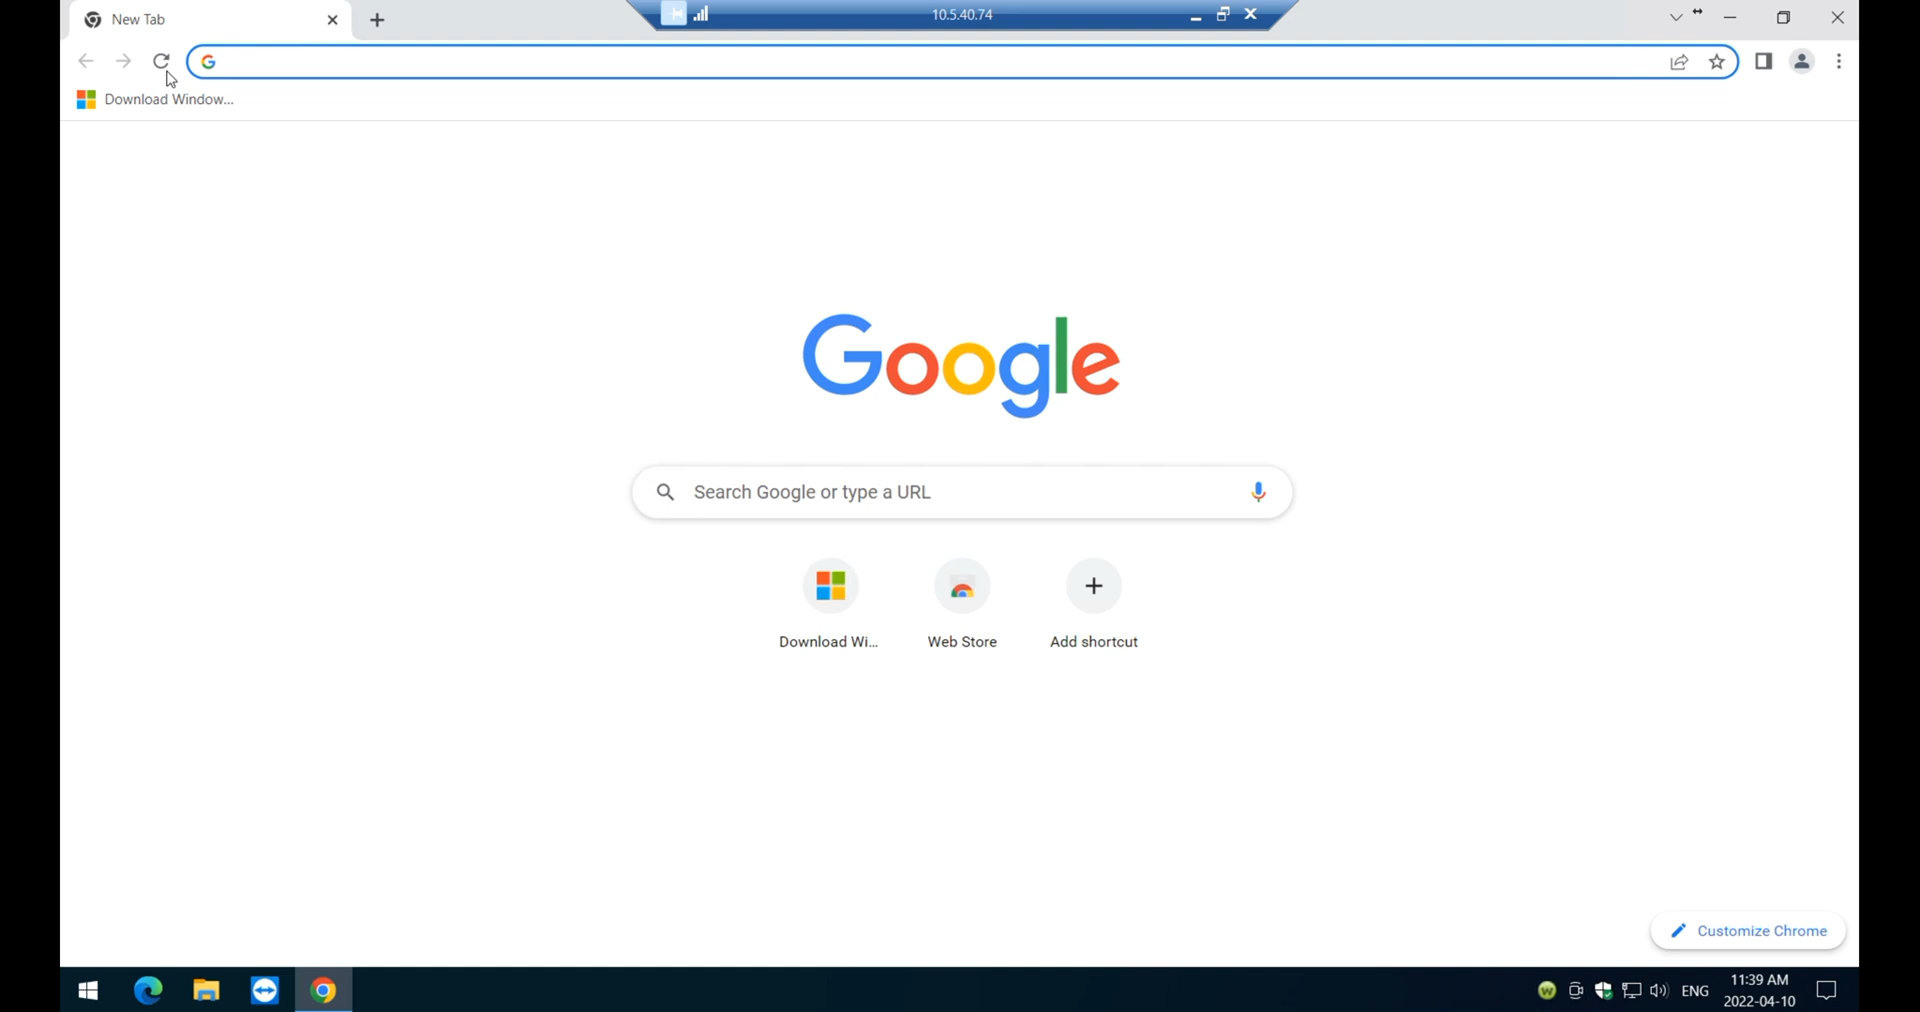 New Tab
10.5.40.74
Download Window...
Google
Search Google or type a URL
Download Wi...
Web Store
Add shortcut
Customize Chrome
ENG
11:39 AM
2022-04-10